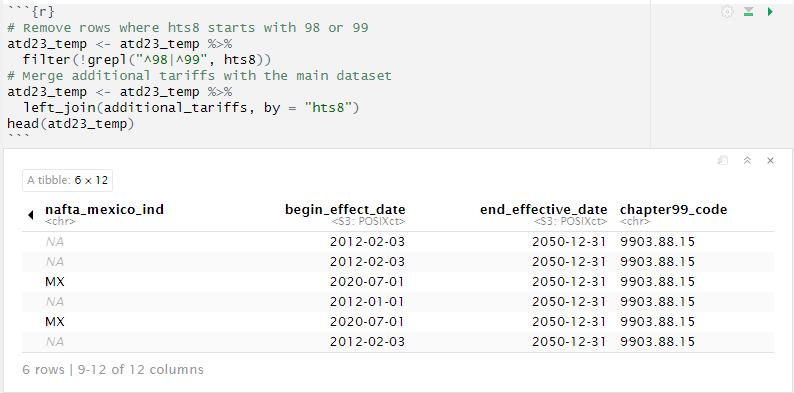 ```{r}
# Remove rows where hts8 starts with 98 or 99
atd23_temp <- atd23_temp %>%
  filter(!grepl("^98|^99", hts8))
# Merge additional tariffs with the main dataset
atd23_temp <- atd23_temp %>%
  left_join(additional_tariffs, by = "hts8")
head(atd23_temp)
```
A tibble: 6 × 12
nafta_mexico_ind begin_effect_date end_effective_date chapter99_code
<chr> <S3: POSIXct> <S3: POSIXct> <chr>
NA 2012-02-03 2050-12-31 9903.88.15
NA 2012-02-03 2050-12-31 9903.88.15
MX 2020-07-01 2050-12-31 9903.88.15
NA 2012-01-01 2050-12-31 9903.88.15
MX 2020-07-01 2050-12-31 9903.88.15
NA 2012-02-03 2050-12-31 9903.88.15
6 rows | 9-12 of 12 columns